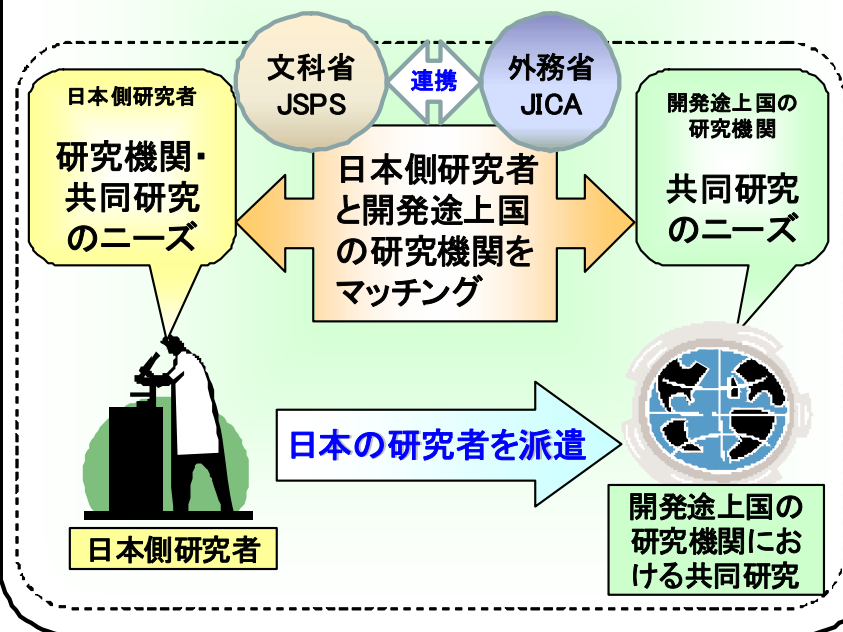 文科省
JSPS
連携
外務省
JICA
日本側研究者
研究機関・
共同研究
のニーズ
日本側研究者
と開発途上国
の研究機関を
マッチング
開発途上国の
研究機関
共同研究
のニーズ
日本の研究者を派遣
日本側研究者
開発途上国の
研究機関にお
ける共同研究